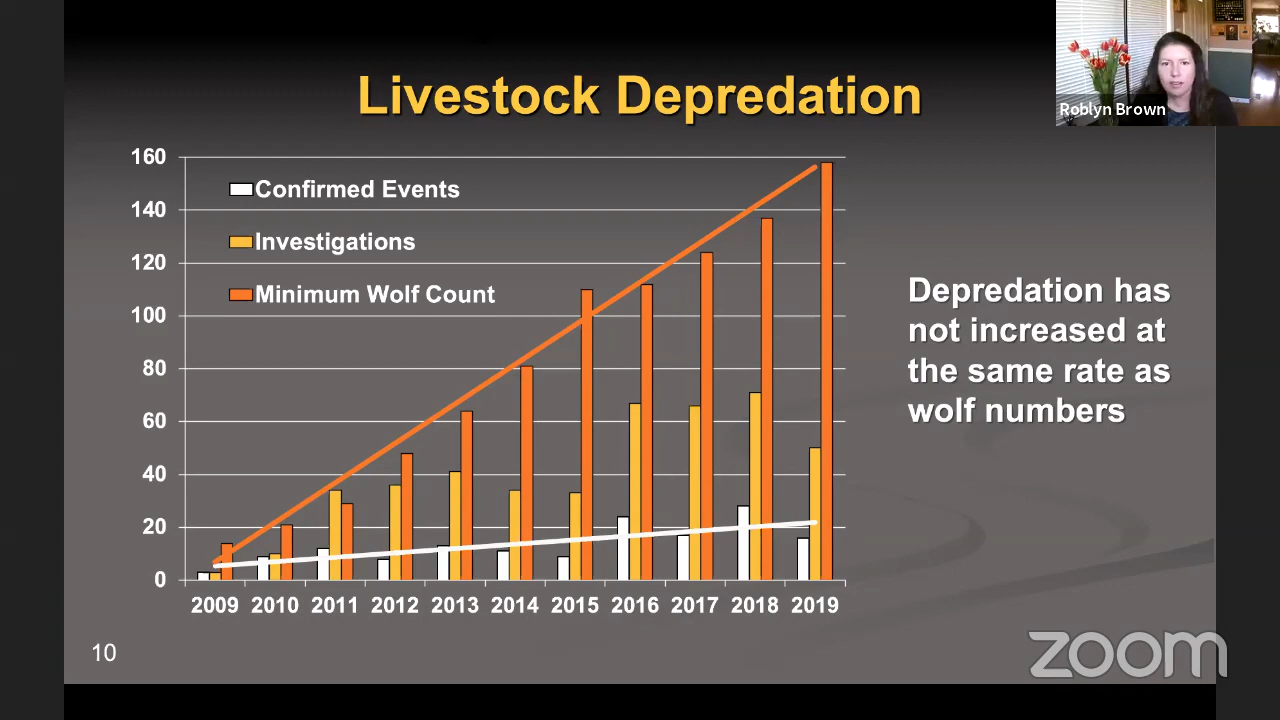 Livestock Depredation
Roblyn Brown
160
140
120
100
80
60
40
20
0
Confirmed Events
Investigations
Minimum Wolf Count
2009 2010 2011 2012 2013 2014 2015 2016 2017 2018 2019
Depredation has
not increased at
the same rate as
wolf numbers
10
zoom